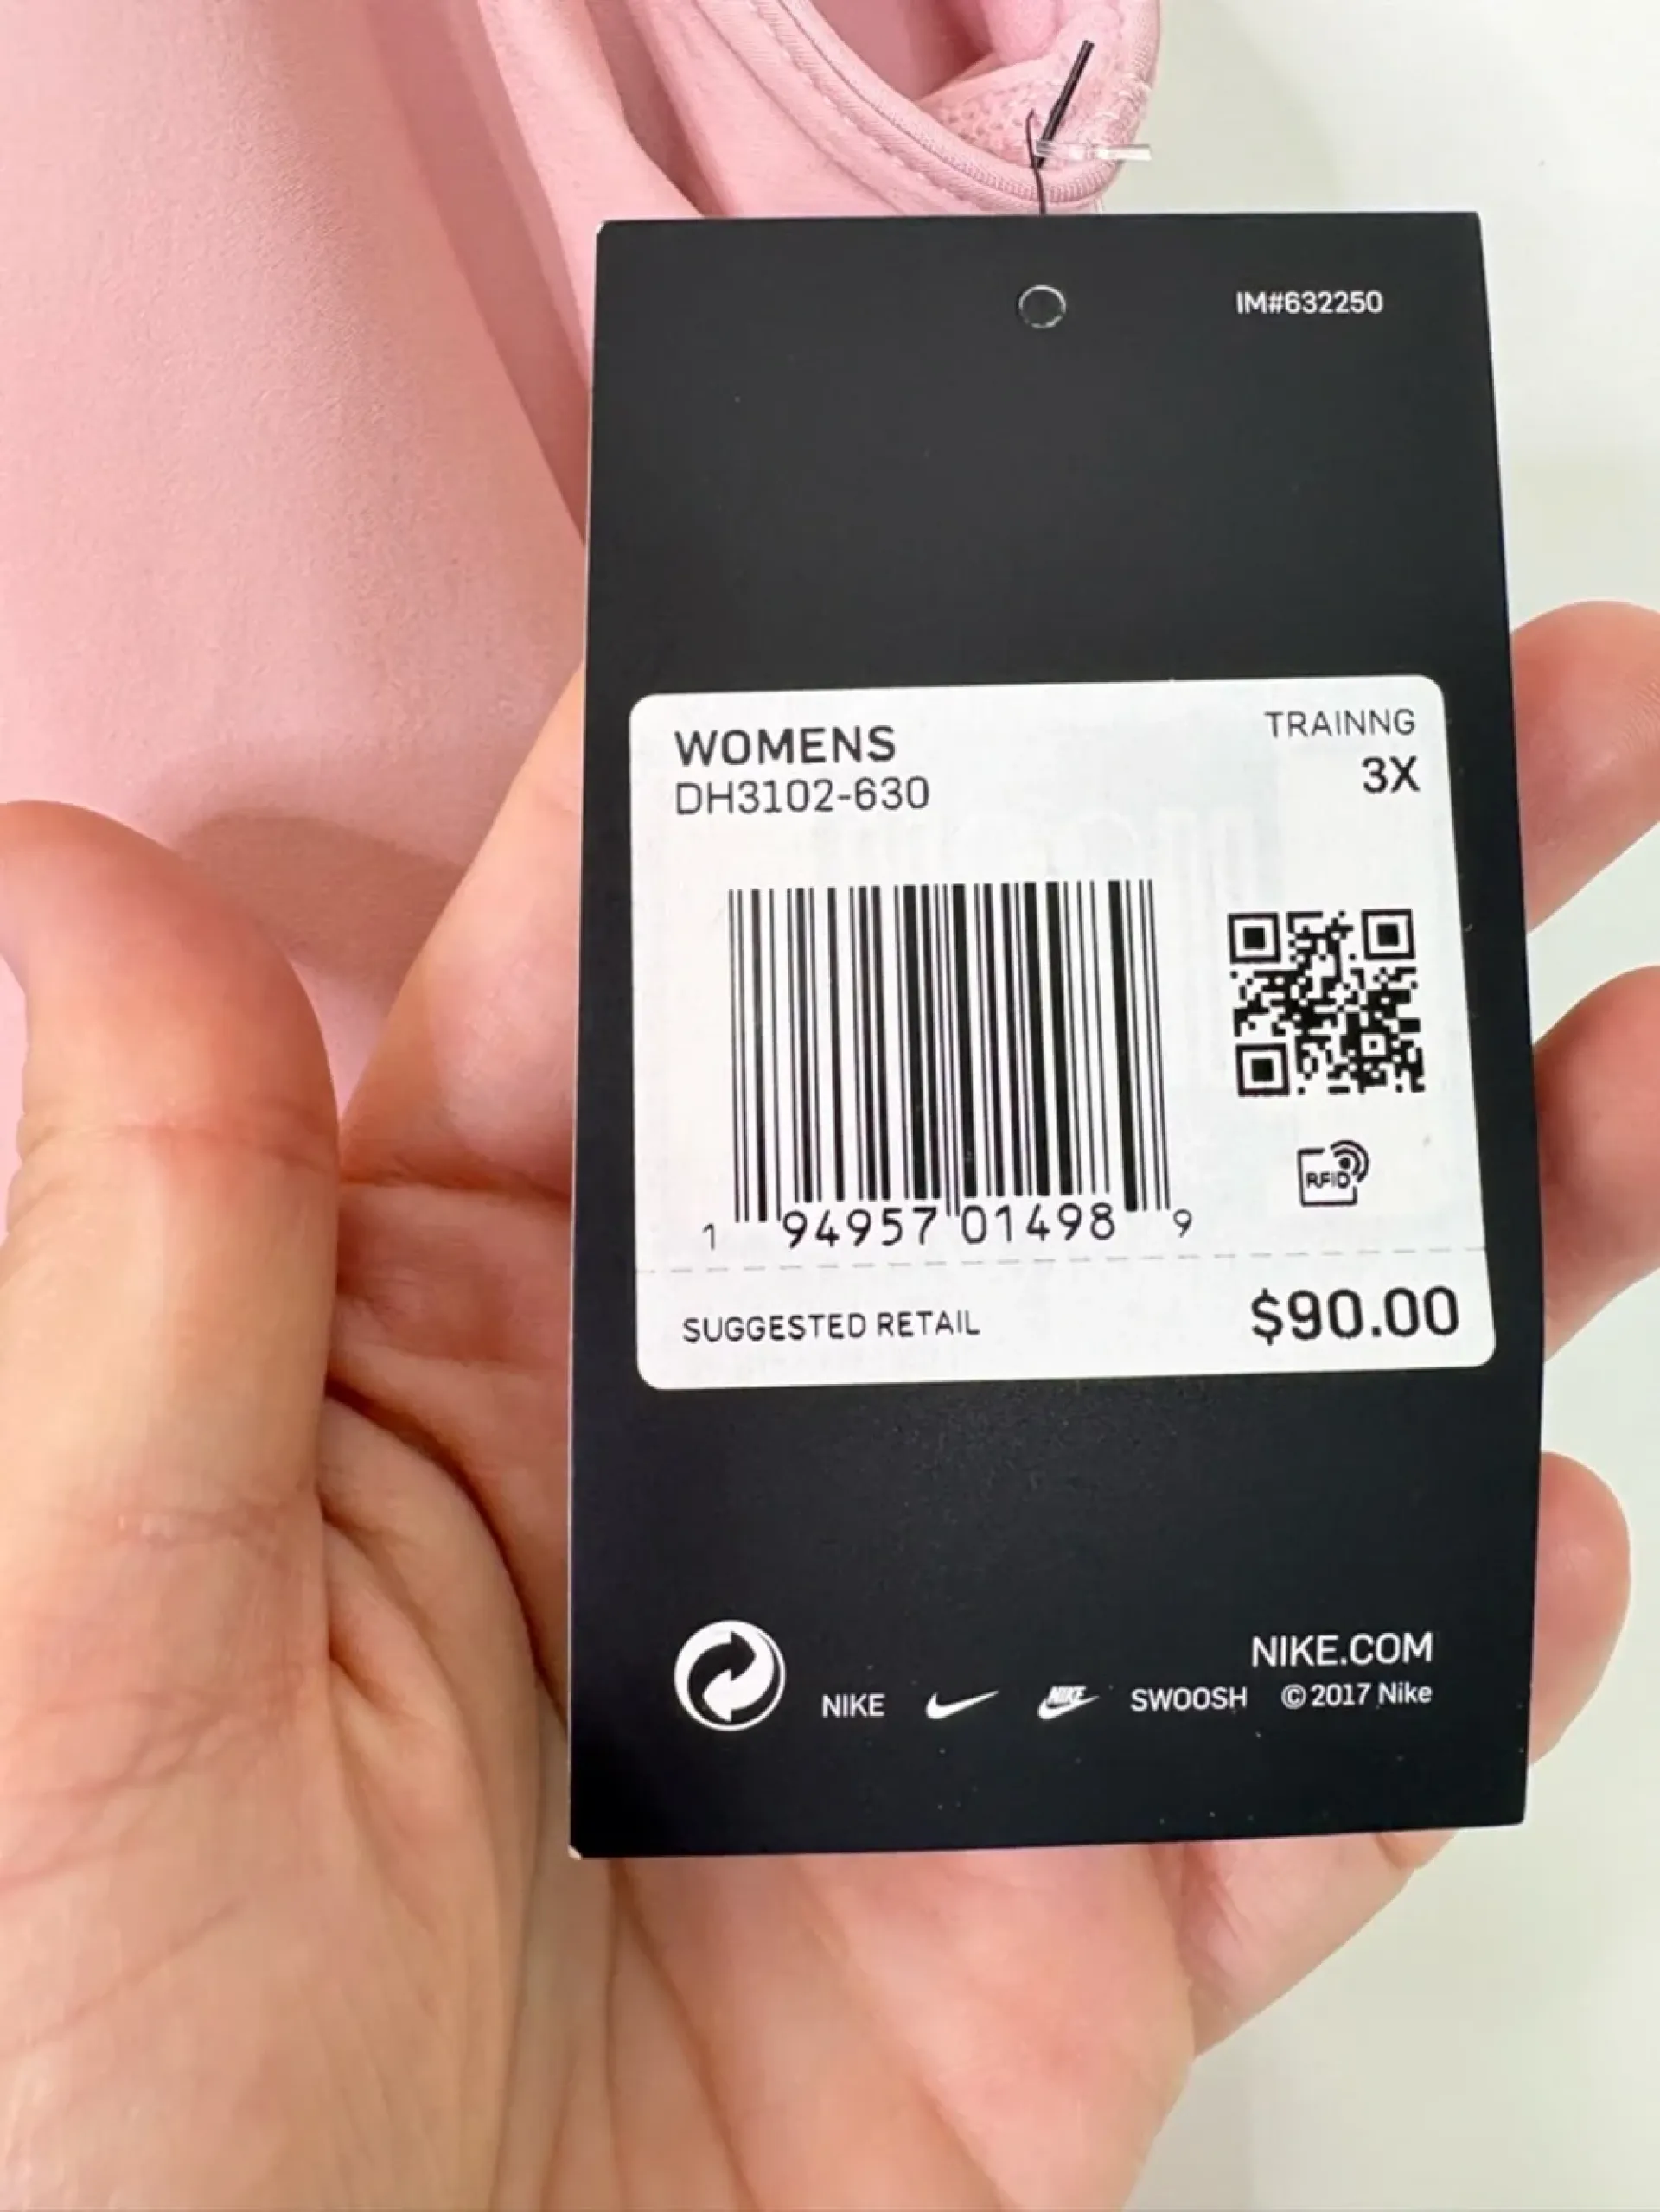 IM#632250
WOMENS
TRAINNG
DH3102-630
3X
RFiD
1 94957 01498 9
SUGGESTED RETAIL
$90.00
NIKE.COM
NIKE
NIKE
SWOOSH
©2017 Nike